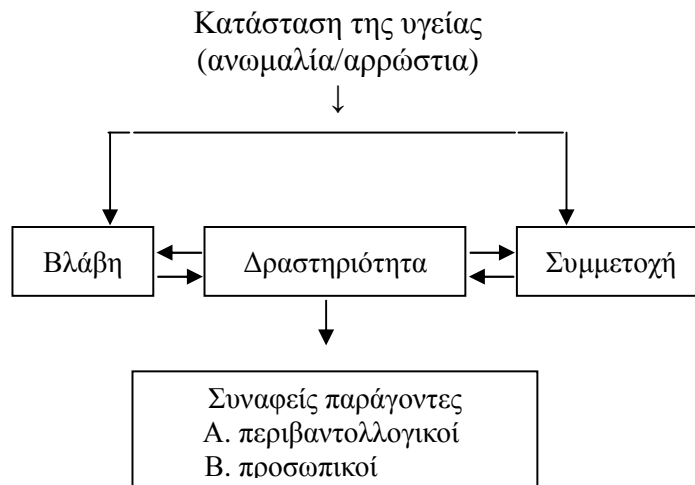 Κατάσταση της υγείας
(ανωμαλία/αρρώστια)
Βλάβη
Δραστηριότητα
Συμμετοχή
Συναφείς παράγοντες
Α. περιβαντολλογικοί
Β. προσωπικοί